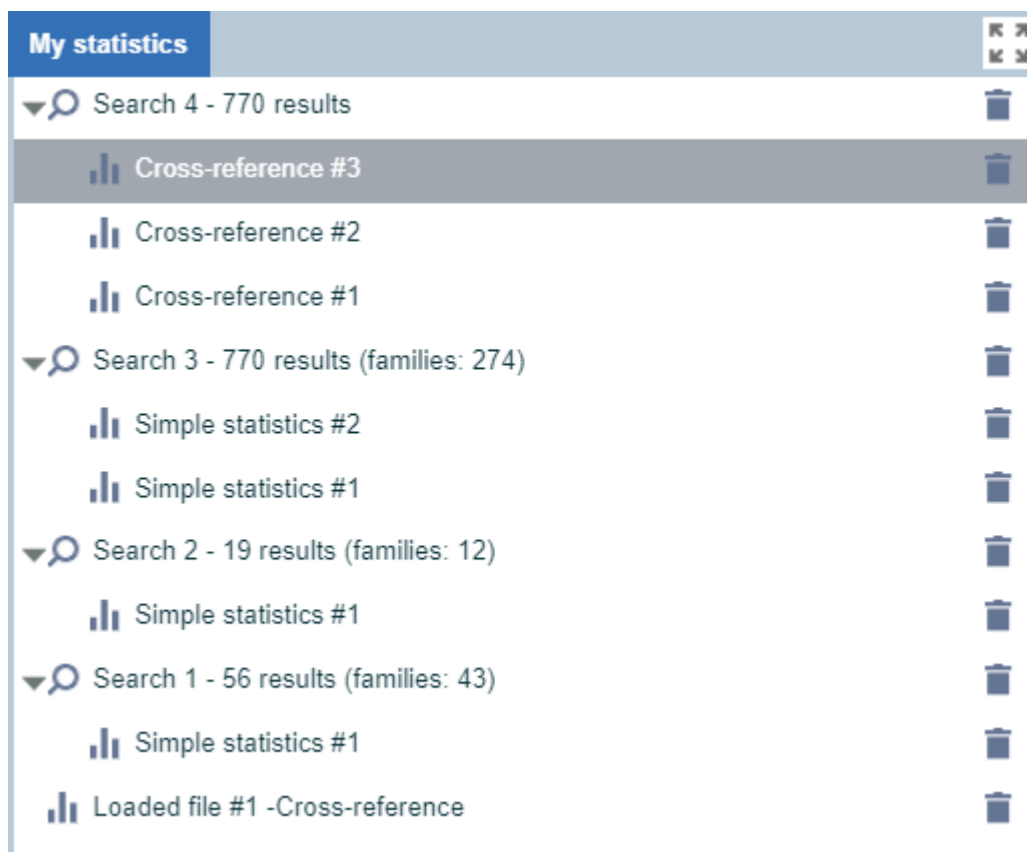 My statistics
Search 4 - 770 results
Cross-reference #3
Cross-reference #2
Cross-reference #1
Search 3 - 770 results (families: 274)
Simple statistics #2
Simple statistics #1
Search 2 - 19 results (families: 12)
Simple statistics #1
Search 1 - 56 results (families: 43)
Simple statistics #1
Loaded file #1 -Cross-reference